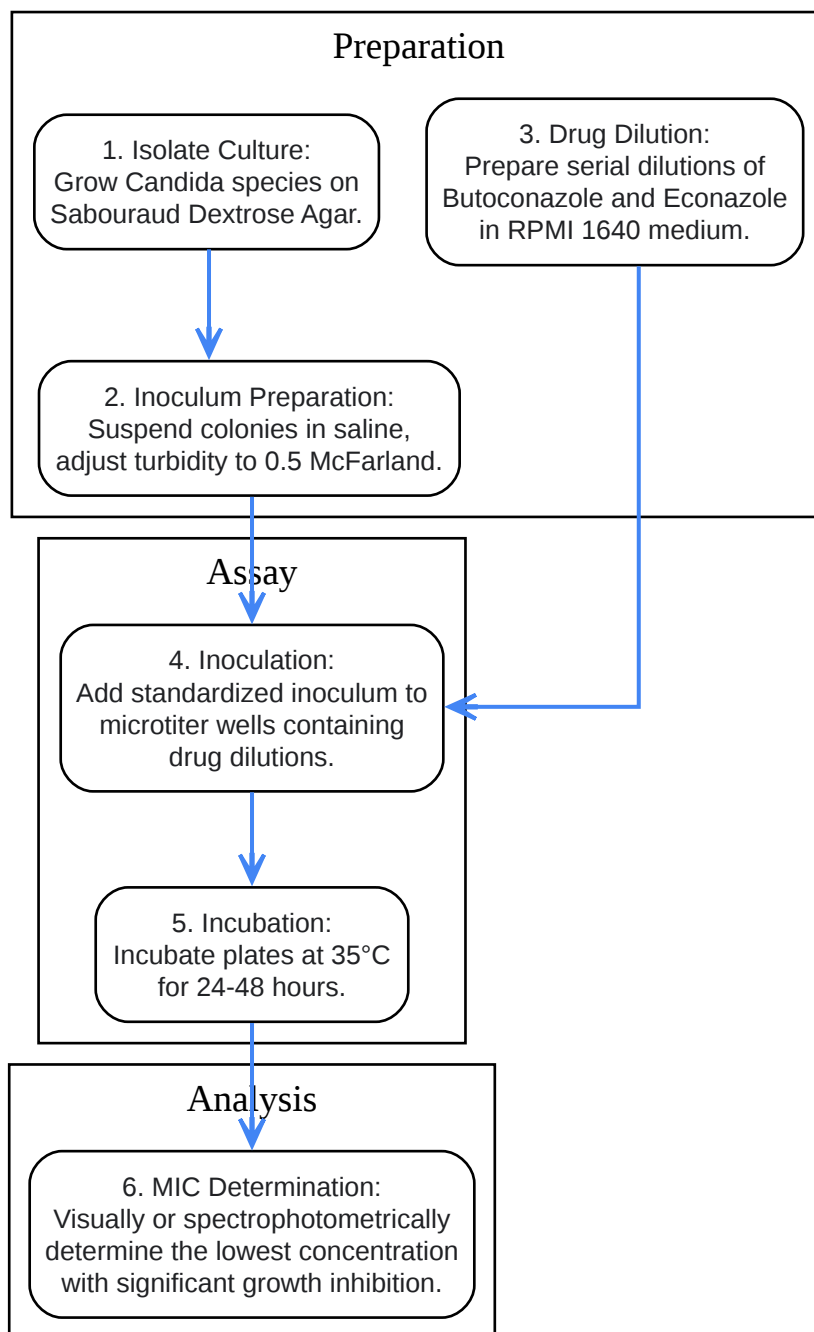 Preparation
1. Isolate Culture:
Grow Candida species on
Sabouraud Dextrose Agar.
3. Drug Dilution:
Prepare serial dilutions of
Butoconazole and Econazole
in RPMI 1640 medium.
2. Inoculum Preparation:
Suspend colonies in saline,
adjust turbidity to 0.5 McFarland.
Assay
4. Inoculation:
Add standardized inoculum to
microtiter wells containing
drug dilutions.
5. Incubation:
Incubate plates at 35°C
for 24-48 hours.
Analysis
6. MIC Determination:
Visually or spectrophotometrically
determine the lowest concentration
with significant growth inhibition.